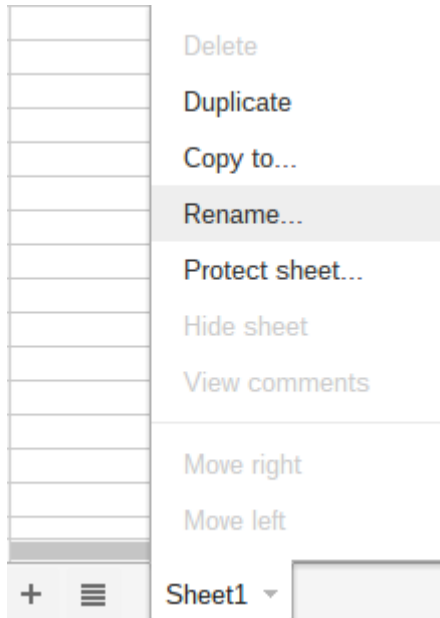 Delete
Duplicate
Copy to...
Rename...
Protect sheet...
Hide sheet
View comments
Move right
Move left
Sheet1